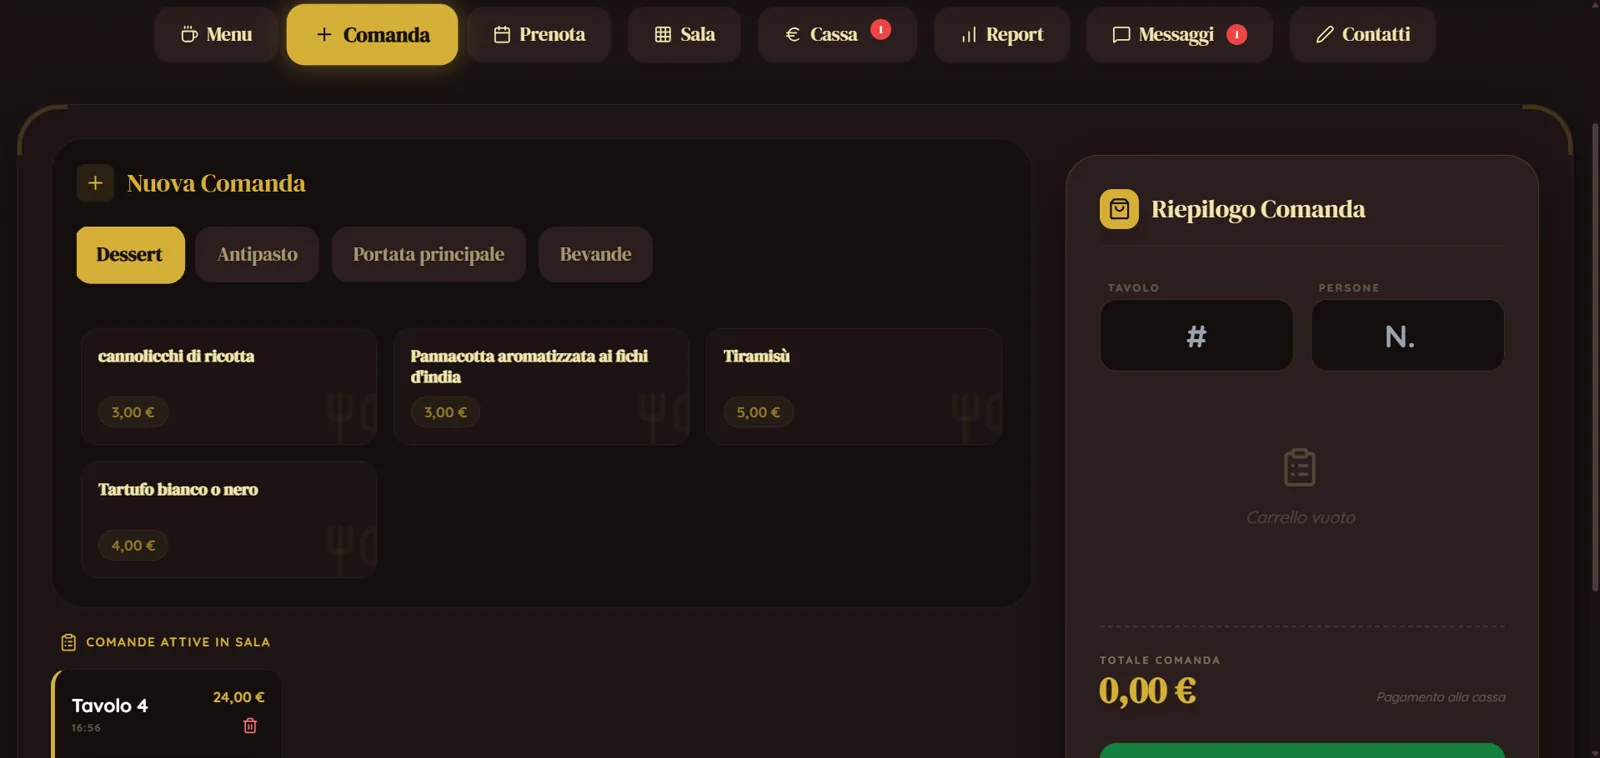 Menu
Comanda
Prenota
Sala
Cassa 1
Report
Messaggi 1
Contatti
Nuova Comanda
Dessert
Antipasto
Portata principale
Bevande
cannolicchi di ricotta
3,00 €
Pannacotta aromatizzata ai fichi
d'india
3,00 €
Tiramisù
5,00 €
Tartufo bianco o nero
4,00 €
COMANDE ATTIVE IN SALA
Tavolo 4
24,00 €
16:56
Riepilogo Comanda
TAVOLO
#
PERSONE
N.
Carrello vuoto
TOTALE COMANDA
0,00 €
Pagamento alla cassa